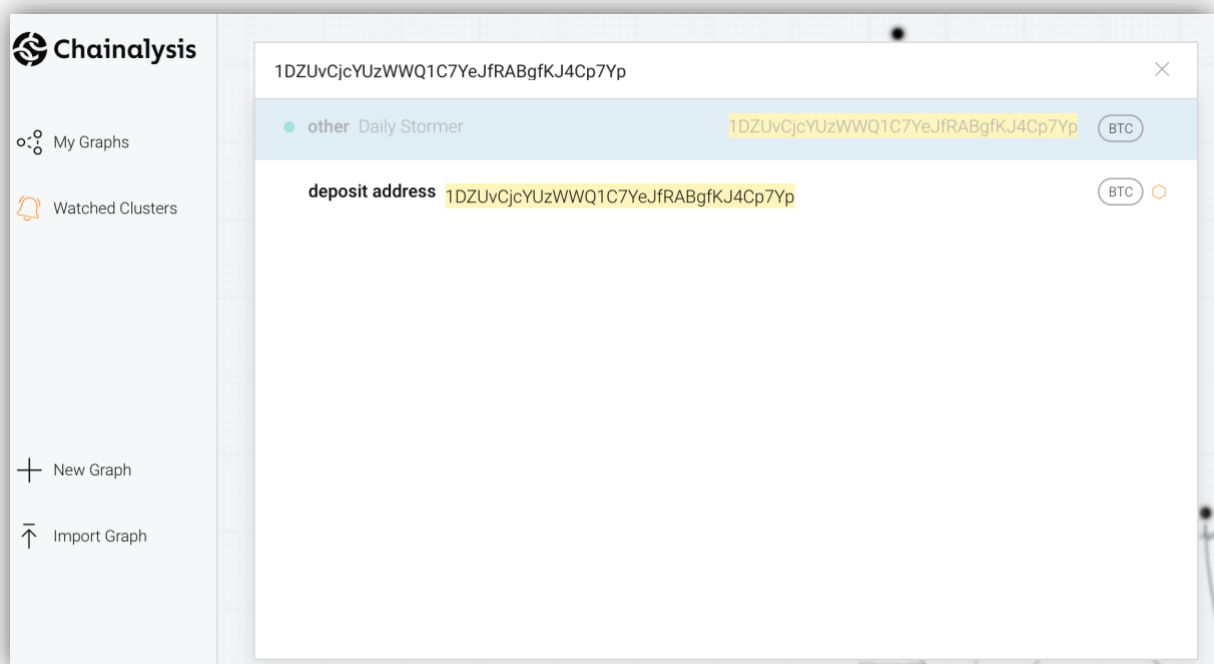 Chainalysis
1DZUvCjcYUzWWQ1C7YeJfRABgfKJ4Cp7Yp
other Daily Stormer 1DZUvCjcYUzWWQ1C7YeJfRABgfKJ4Cp7Yp BTC
My Graphs
deposit address 1DZUvCjcYUzWWQ1C7YeJfRABgfKJ4Cp7Yp BTC
Watched Clusters
New Graph
Import Graph